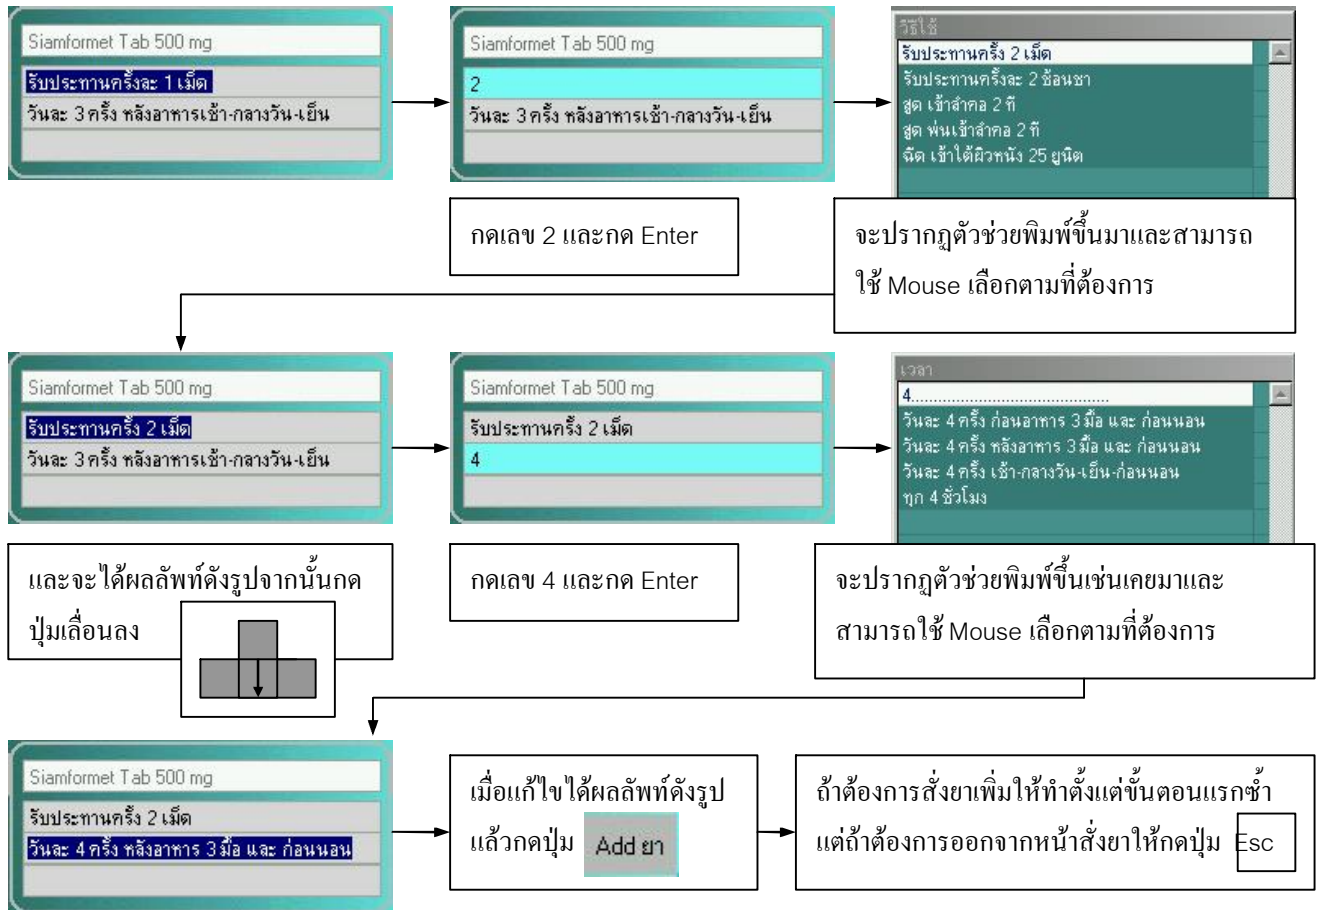 Siamformet Tab 500 mg
รับประทานครั้งละ 1 เม็ด
วันละ 3 ครั้ง หลังอาหารเช้า-กลางวัน-เย็น
Siamformet Tab 500 mg
2
วันละ 3 ครั้ง หลังอาหารเช้า-กลางวัน-เย็น
วิธีใช้
รับประทานครั้ง 2 เม็ด
รับประทานครั้งละ 2 ช้อนชา
สูด เข้าลำคอ 2 ที
สูด พ่นเข้าลำคอ 2 ที
ฉีด เข้าใต้ผิวหนัง 25 ยูนิต
กดเลข 2 และกด Enter
จะปรากฏตัวช่วยพิมพ์ขึ้นมาและสามารถ
ใช้ Mouse เลือกตามที่ต้องการ
Siamformet Tab 500 mg
รับประทานครั้ง 2 เม็ด
วันละ 3 ครั้ง หลังอาหารเช้า-กลางวัน-เย็น
Siamformet Tab 500 mg
รับประทานครั้ง 2 เม็ด
4
เวลา
4..........................................
วันละ 4 ครั้ง ก่อนอาหาร 3 มื้อ และ ก่อนนอน
วันละ 4 ครั้ง หลังอาหาร 3 มื้อ และ ก่อนนอน
วันละ 4 ครั้ง เช้า-กลางวัน-เย็น-ก่อนนอน
ทุก 4 ชั่วโมง
และจะได้ผลลัพท์ดังรูปจากนั้นกด
ปุ่มเลื่อนลง
กดเลข 4 และกด Enter
จะปรากฏตัวช่วยพิมพ์ขึ้นเช่นเคยมาและ
สามารถใช้ Mouse เลือกตามที่ต้องการ
Siamformet Tab 500 mg
รับประทานครั้ง 2 เม็ด
วันละ 4 ครั้ง หลังอาหาร 3 มื้อ และ ก่อนนอน
เมื่อแก้ไขได้ผลลัพท์ดังรูป
แล้วกดปุ่ม Add ยา
ถ้าต้องการสั่งยาเพิ่มให้ทำตั้งแต่ขั้นตอนแรกซ้ำ
แต่ถ้าต้องการออกจากหน้าสั่งยาให้กดปุ่ม Esc